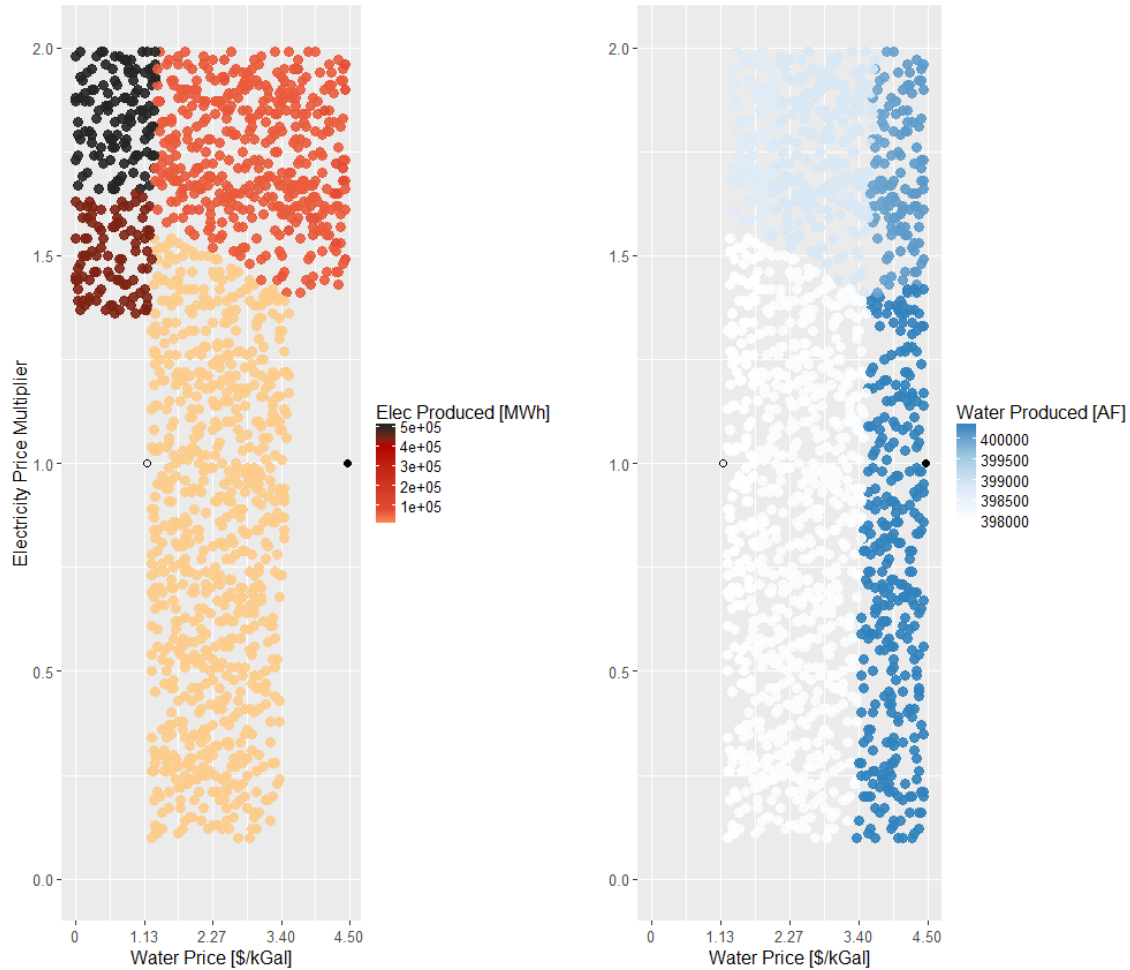 2.0
1.5
1.0
0.5
0.0
Electricity Price Multiplier
0 1.13 2.27 3.40 4.50
Water Price [$/kGal]
Elec Produced [MWh]
5e+05
4e+05
3e+05
2e+05
1e+05
2.0
1.5
1.0
0.5
0.0
0 1.13 2.27 3.40 4.50
Water Price [$/kGal]
Water Produced [AF]
400000
399500
399000
398500
398000